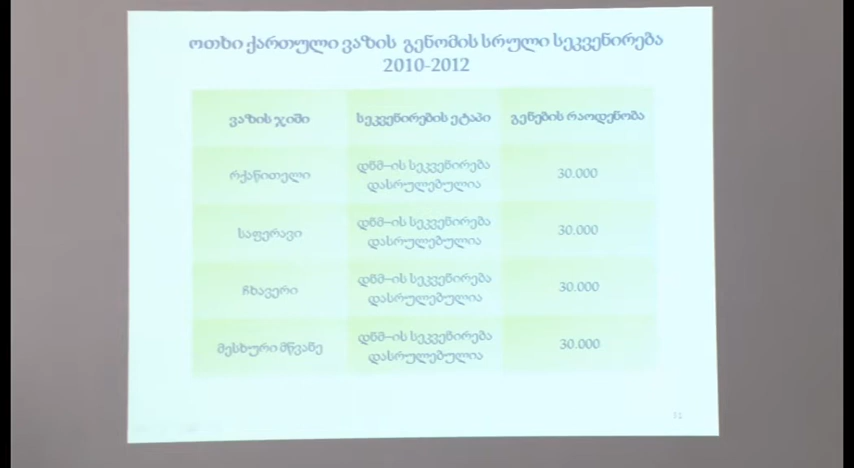 ოთხი ქართული ვაზის გენომის სრული სეკვენირება
2010-2012
ვაზის ჯიში სეკვენირების ეტაპი გენების რაოდენობა
რქაწითელი დნმ–ის სეკვენირება დასრულებულია 30.000
საფერავი დნმ–ის სეკვენირება დასრულებულია 30.000
ჩხავერი დნმ–ის სეკვენირება დასრულებულია 30.000
მესხური მწვანე დნმ–ის სეკვენირება დასრულებულია 30.000